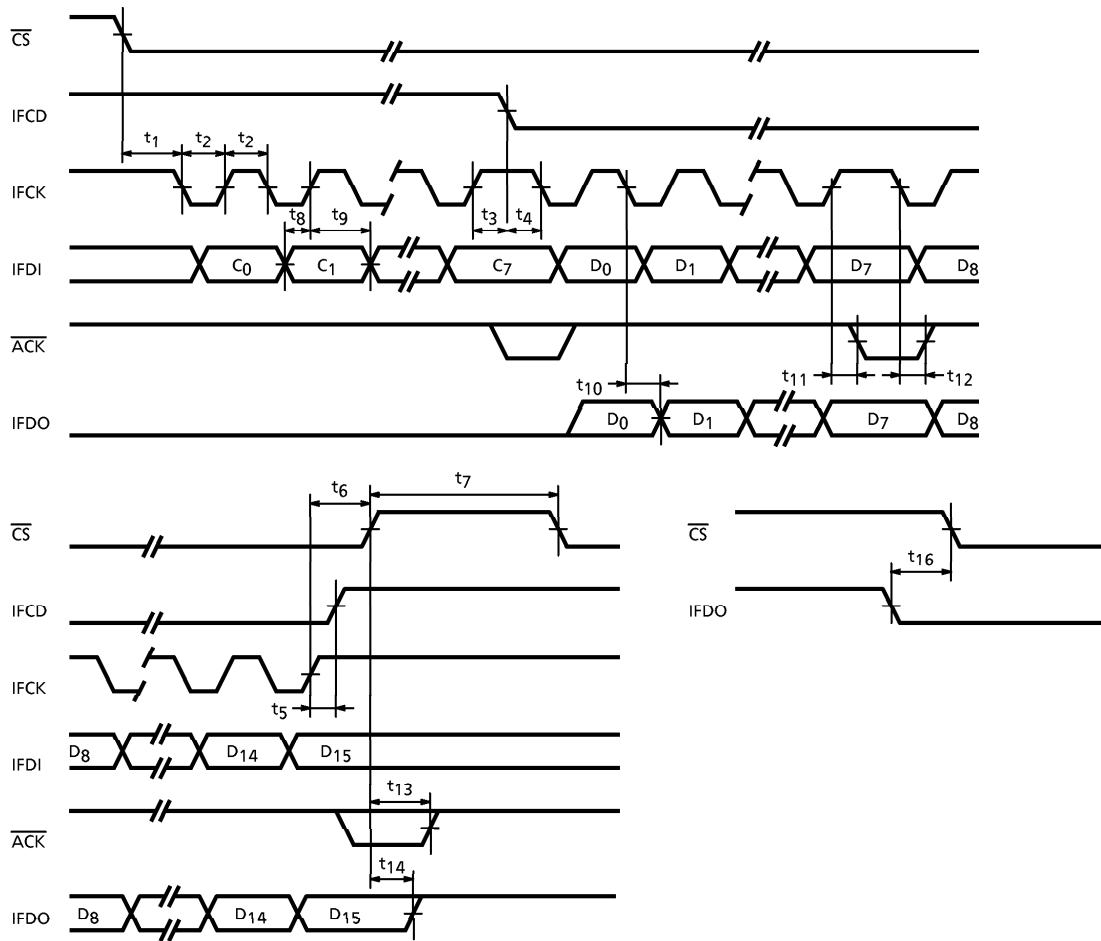 CS
IFCD
t1 t2 t2
IFCK
t8 t9 t3 t4
IFDI C0 C1 C7 D0 D1 D7 D8
ACK
t11 t12
t10
IFDO D0 D1 D7 D8
t6 t7
CS
CS
t16
IFCD
IFDO
IFCK
t5
IFDI D8 D14 D15
t13
ACK
t14
IFDO D8 D14 D15